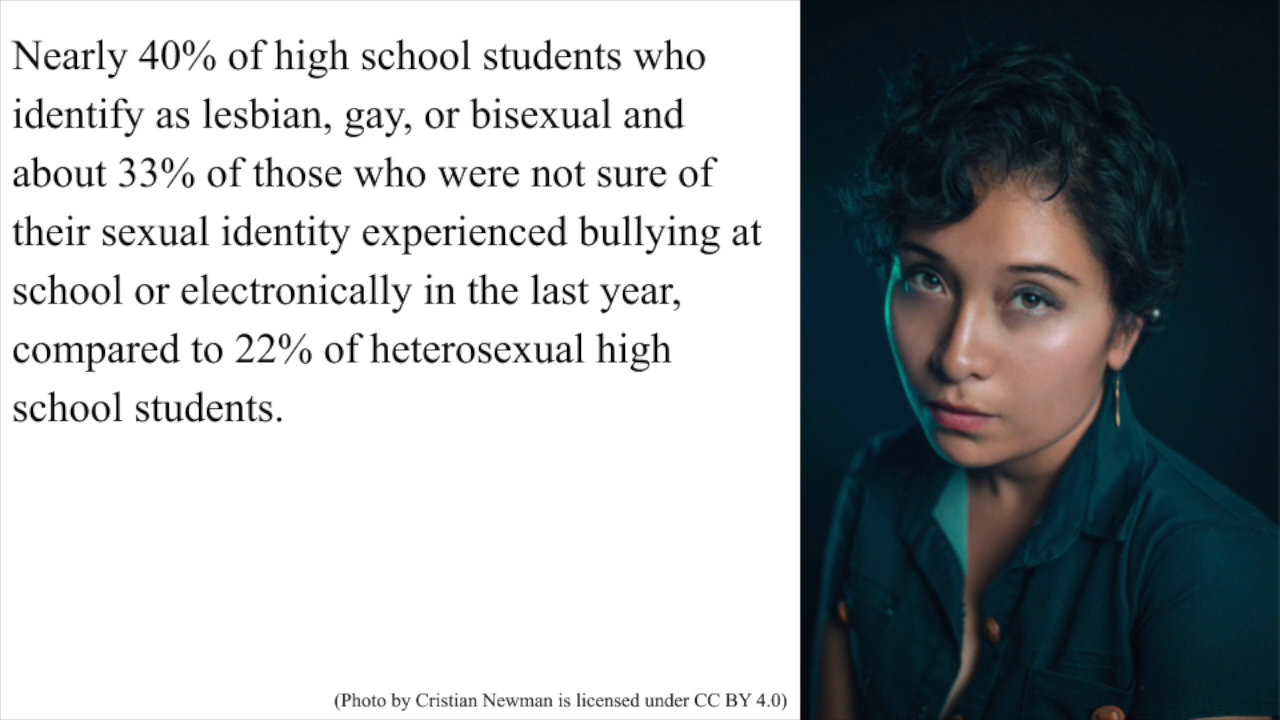 Nearly 40% of high school students who
identify as lesbian, gay, or bisexual and
about 33% of those who were not sure of
their sexual identity experienced bullying at
school or electronically in the last year,
compared to 22% of heterosexual high
school students.
(Photo by Cristian Newman is licensed under CC BY 4.0)